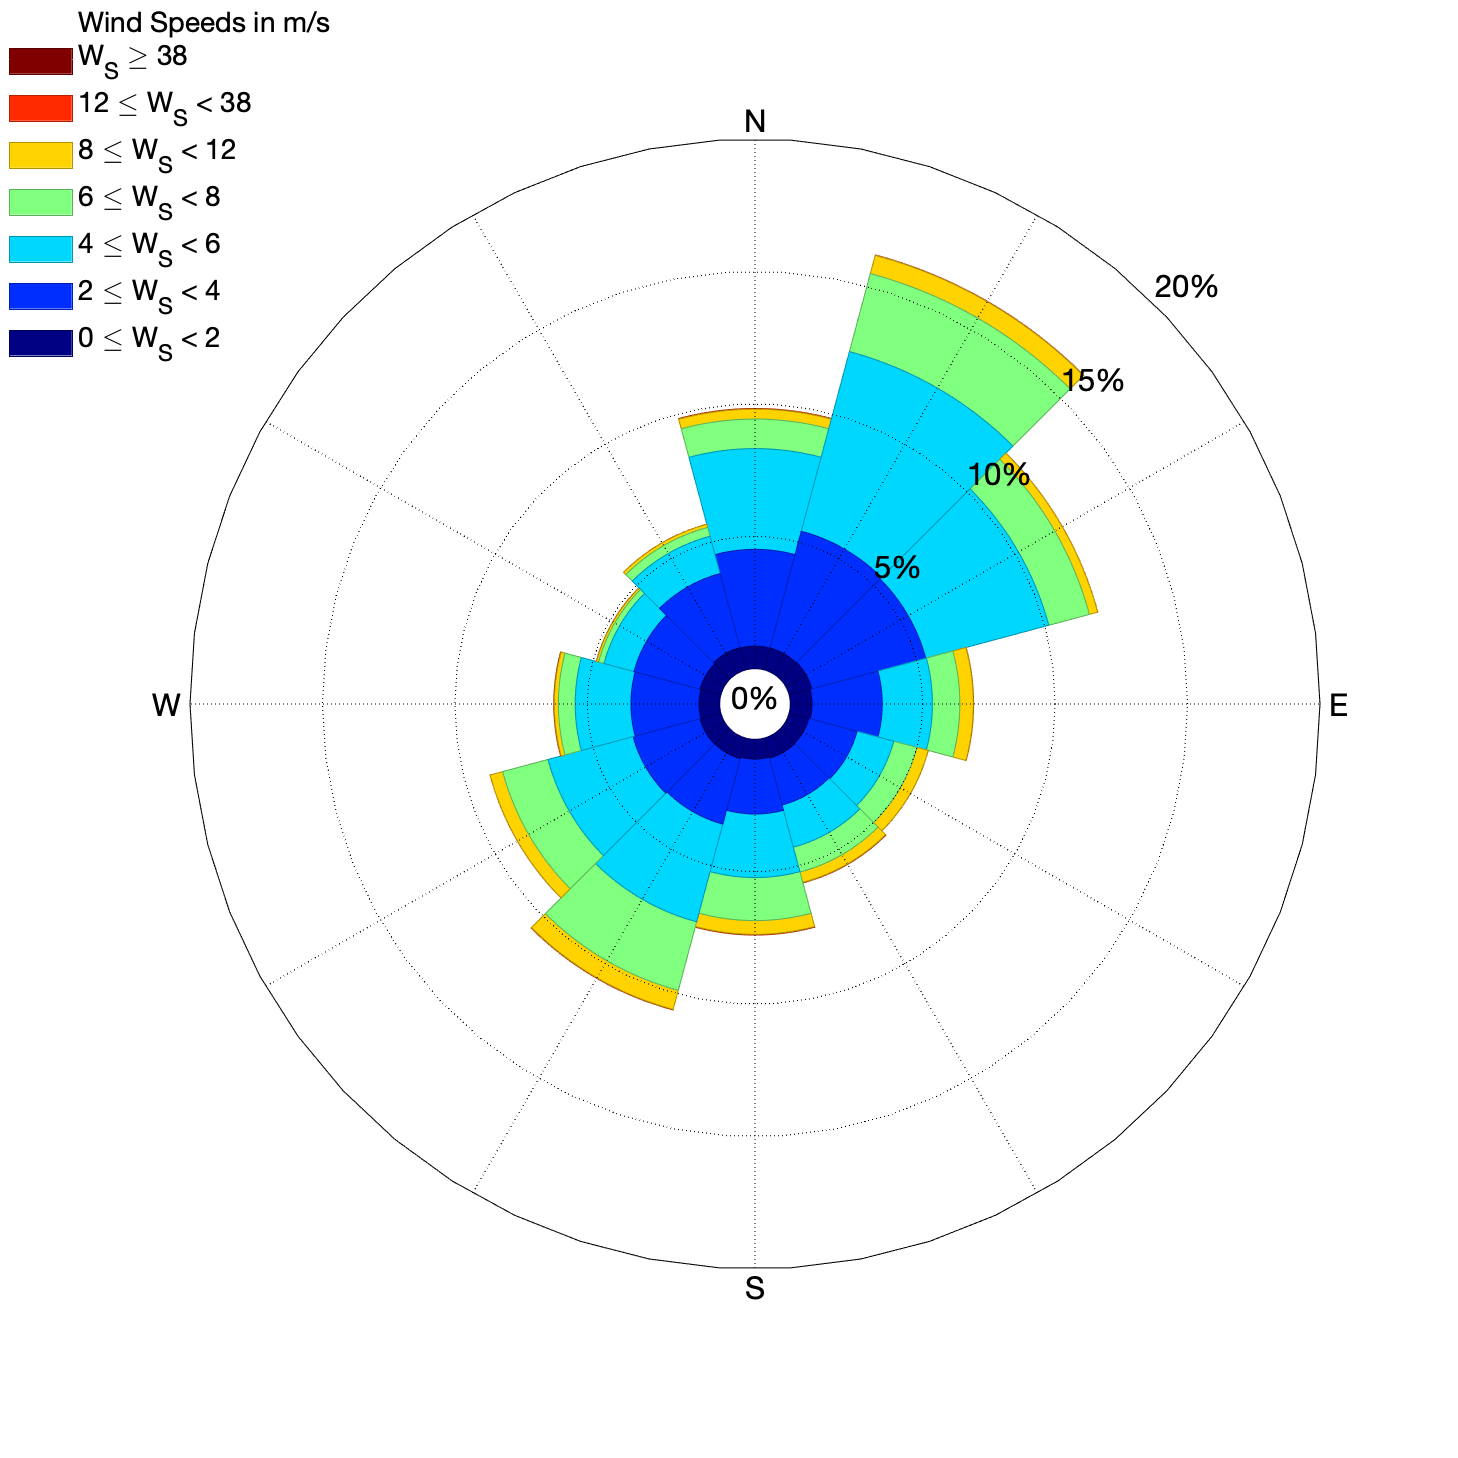 Wind Speeds in m/s
W_S ≥ 38
12 ≤ W_S < 38
8 ≤ W_S < 12
6 ≤ W_S < 8
4 ≤ W_S < 6
2 ≤ W_S < 4
0 ≤ W_S < 2
N
20%
15%
10%
5%
0%
W
E
S